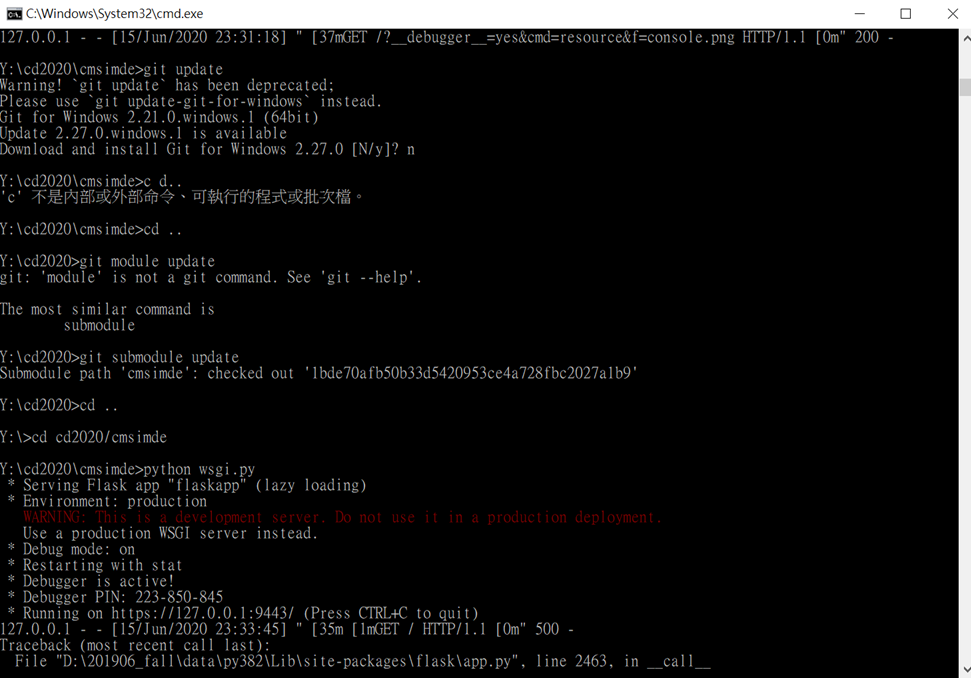 C:\Windows\System32\cmd.exe
127.0.0.1 - - [15/Jun/2020 23:31:18] " [37mGET /?__debugger__=yes&cmd=resource&f=console.png HTTP/1.1 [0m" 200 -
Y:\cd2020\cmsimde>git update
Warning! `git update` has been deprecated;
Please use `git update-git-for-windows` instead.
Git for Windows 2.21.0.windows.1 (64bit)
Update 2.27.0.windows.1 is available
Download and install Git for Windows 2.27.0 [N/y]? n
Y:\cd2020\cmsimde>c d..
'c' 不是內部或外部命令、可執行的程式或批次檔。
Y:\cd2020\cmsimde>cd ..
Y:\cd2020>git module update
git: 'module' is not a git command. See 'git --help'.
The most similar command is
submodule
Y:\cd2020>git submodule update
Submodule path 'cmsimde': checked out '1bde70afb50b33d5420953ce4a728fbc2027a1b9'
Y:\cd2020>cd ..
Y:\>cd cd2020/cmsimde
Y:\cd2020\cmsimde>python wsgi.py
* Serving Flask app "flaskapp" (lazy loading)
* Environment: production
WARNING: This is a development server. Do not use it in a production deployment.
Use a production WSGI server instead.
* Debug mode: on
* Restarting with stat
* Debugger is active!
* Debugger PIN: 223-850-845
* Running on https://127.0.0.1:9443/ (Press CTRL+C to quit)
127.0.0.1 - - [15/Jun/2020 23:33:45] " [35m [1mGET / HTTP/1.1 [0m" 500 -
Traceback (most recent call last):
File "D:\201906_fall\data\py382\Lib\site-packages\flask\app.py", line 2463, in __call__